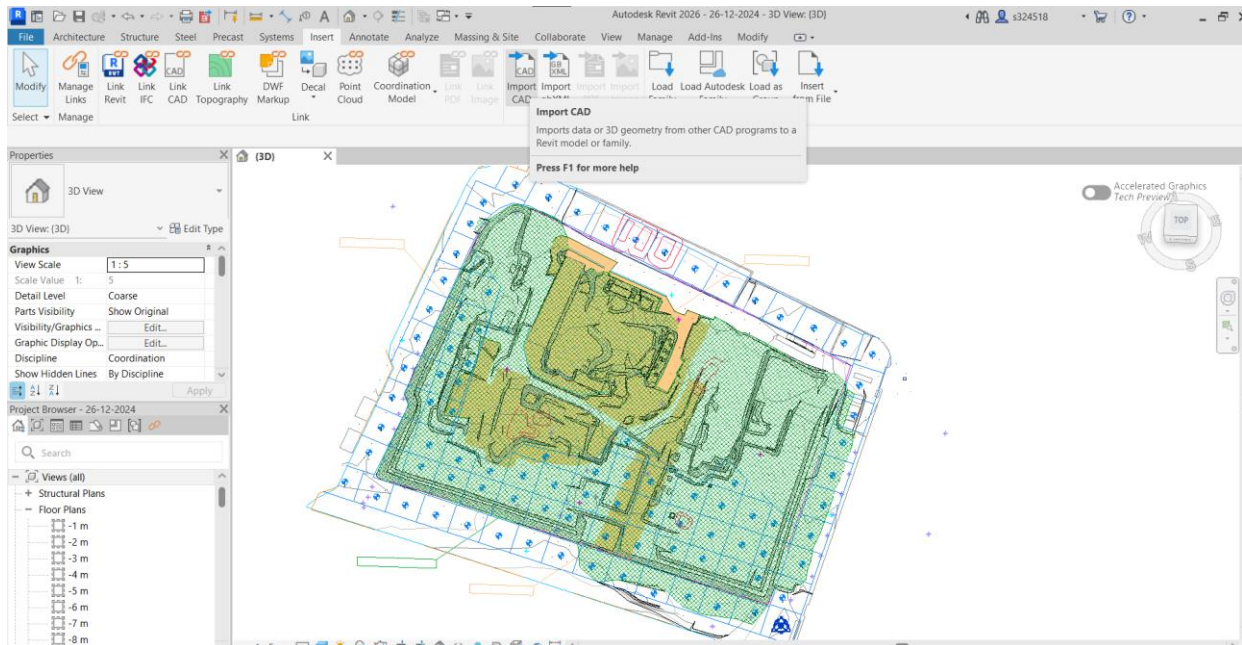 Autodesk Revit 2026 - 26-12-2024 - 3D View: {3D}
s324518
File Architecture Structure Steel Precast Systems Insert Annotate Analyze Massing & Site Collaborate View Manage Add-Ins Modify
Modify
Manage Links
Link Revit
Link IFC
Link CAD
Link Topography
DWF Markup
Decal
Point Cloud
Coordination Model
Link PDF
Link Image
Import CAD
Import gbXML
Import
Import
Load
Load Autodesk
Load as
Insert from File
Select
Manage
Link
Import CAD
Imports data or 3D geometry from other CAD programs to a
Revit model or family.
Press F1 for more help
Properties
{3D}
3D View
3D View: {3D}
Edit Type
Graphics
View Scale 1 : 5
Scale Value 1: 5
Detail Level Coarse
Parts Visibility Show Original
Visibility/Graphics ... Edit...
Graphic Display Op... Edit...
Discipline Coordination
Show Hidden Lines By Discipline
Apply
Project Browser - 26-12-2024
Search
Views (all)
Structural Plans
Floor Plans
-1 m
-2 m
-3 m
-4 m
-5 m
-6 m
-7 m
-8 m
Accelerated Graphics
Tech Preview
TOP
W
S